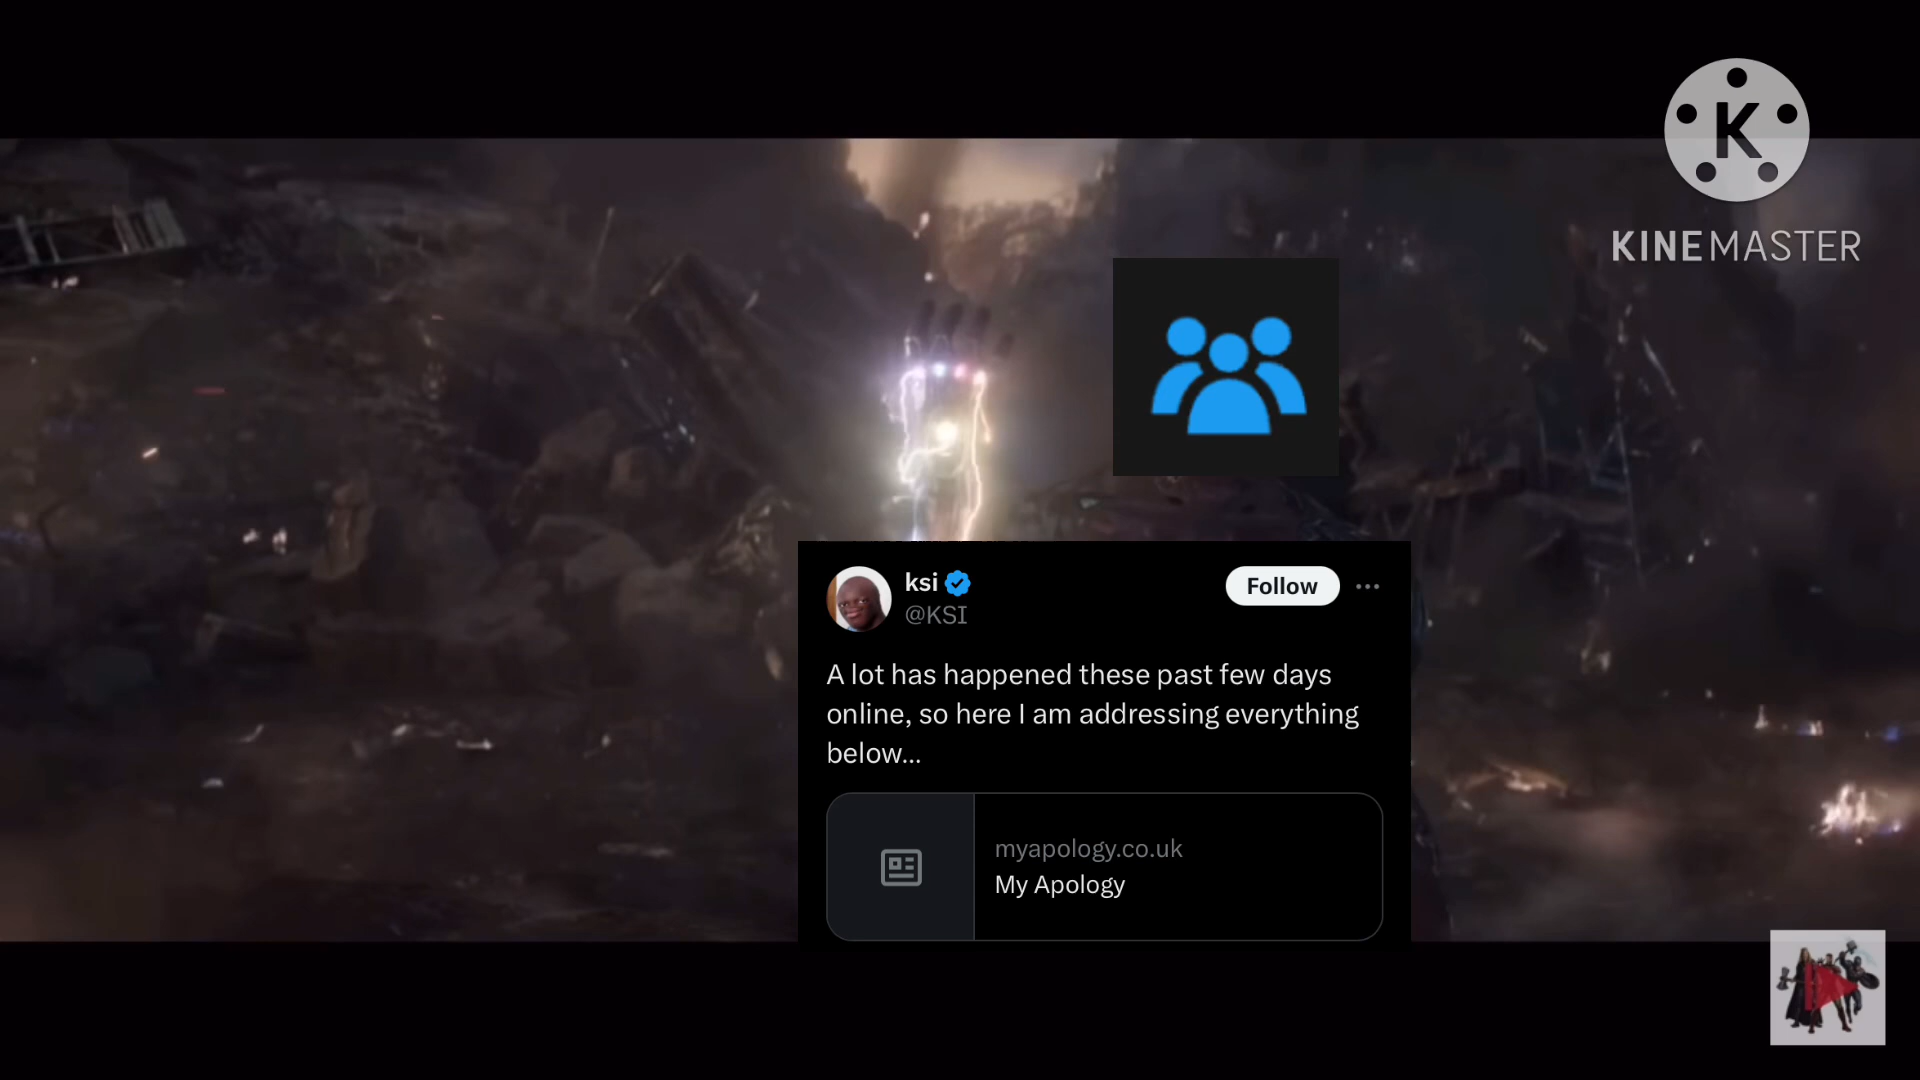 K
KINEMASTER
ksi
@KSI
Follow
A lot has happened these past few days
online, so here I am addressing everything
below...
myapology.co.uk
My Apology